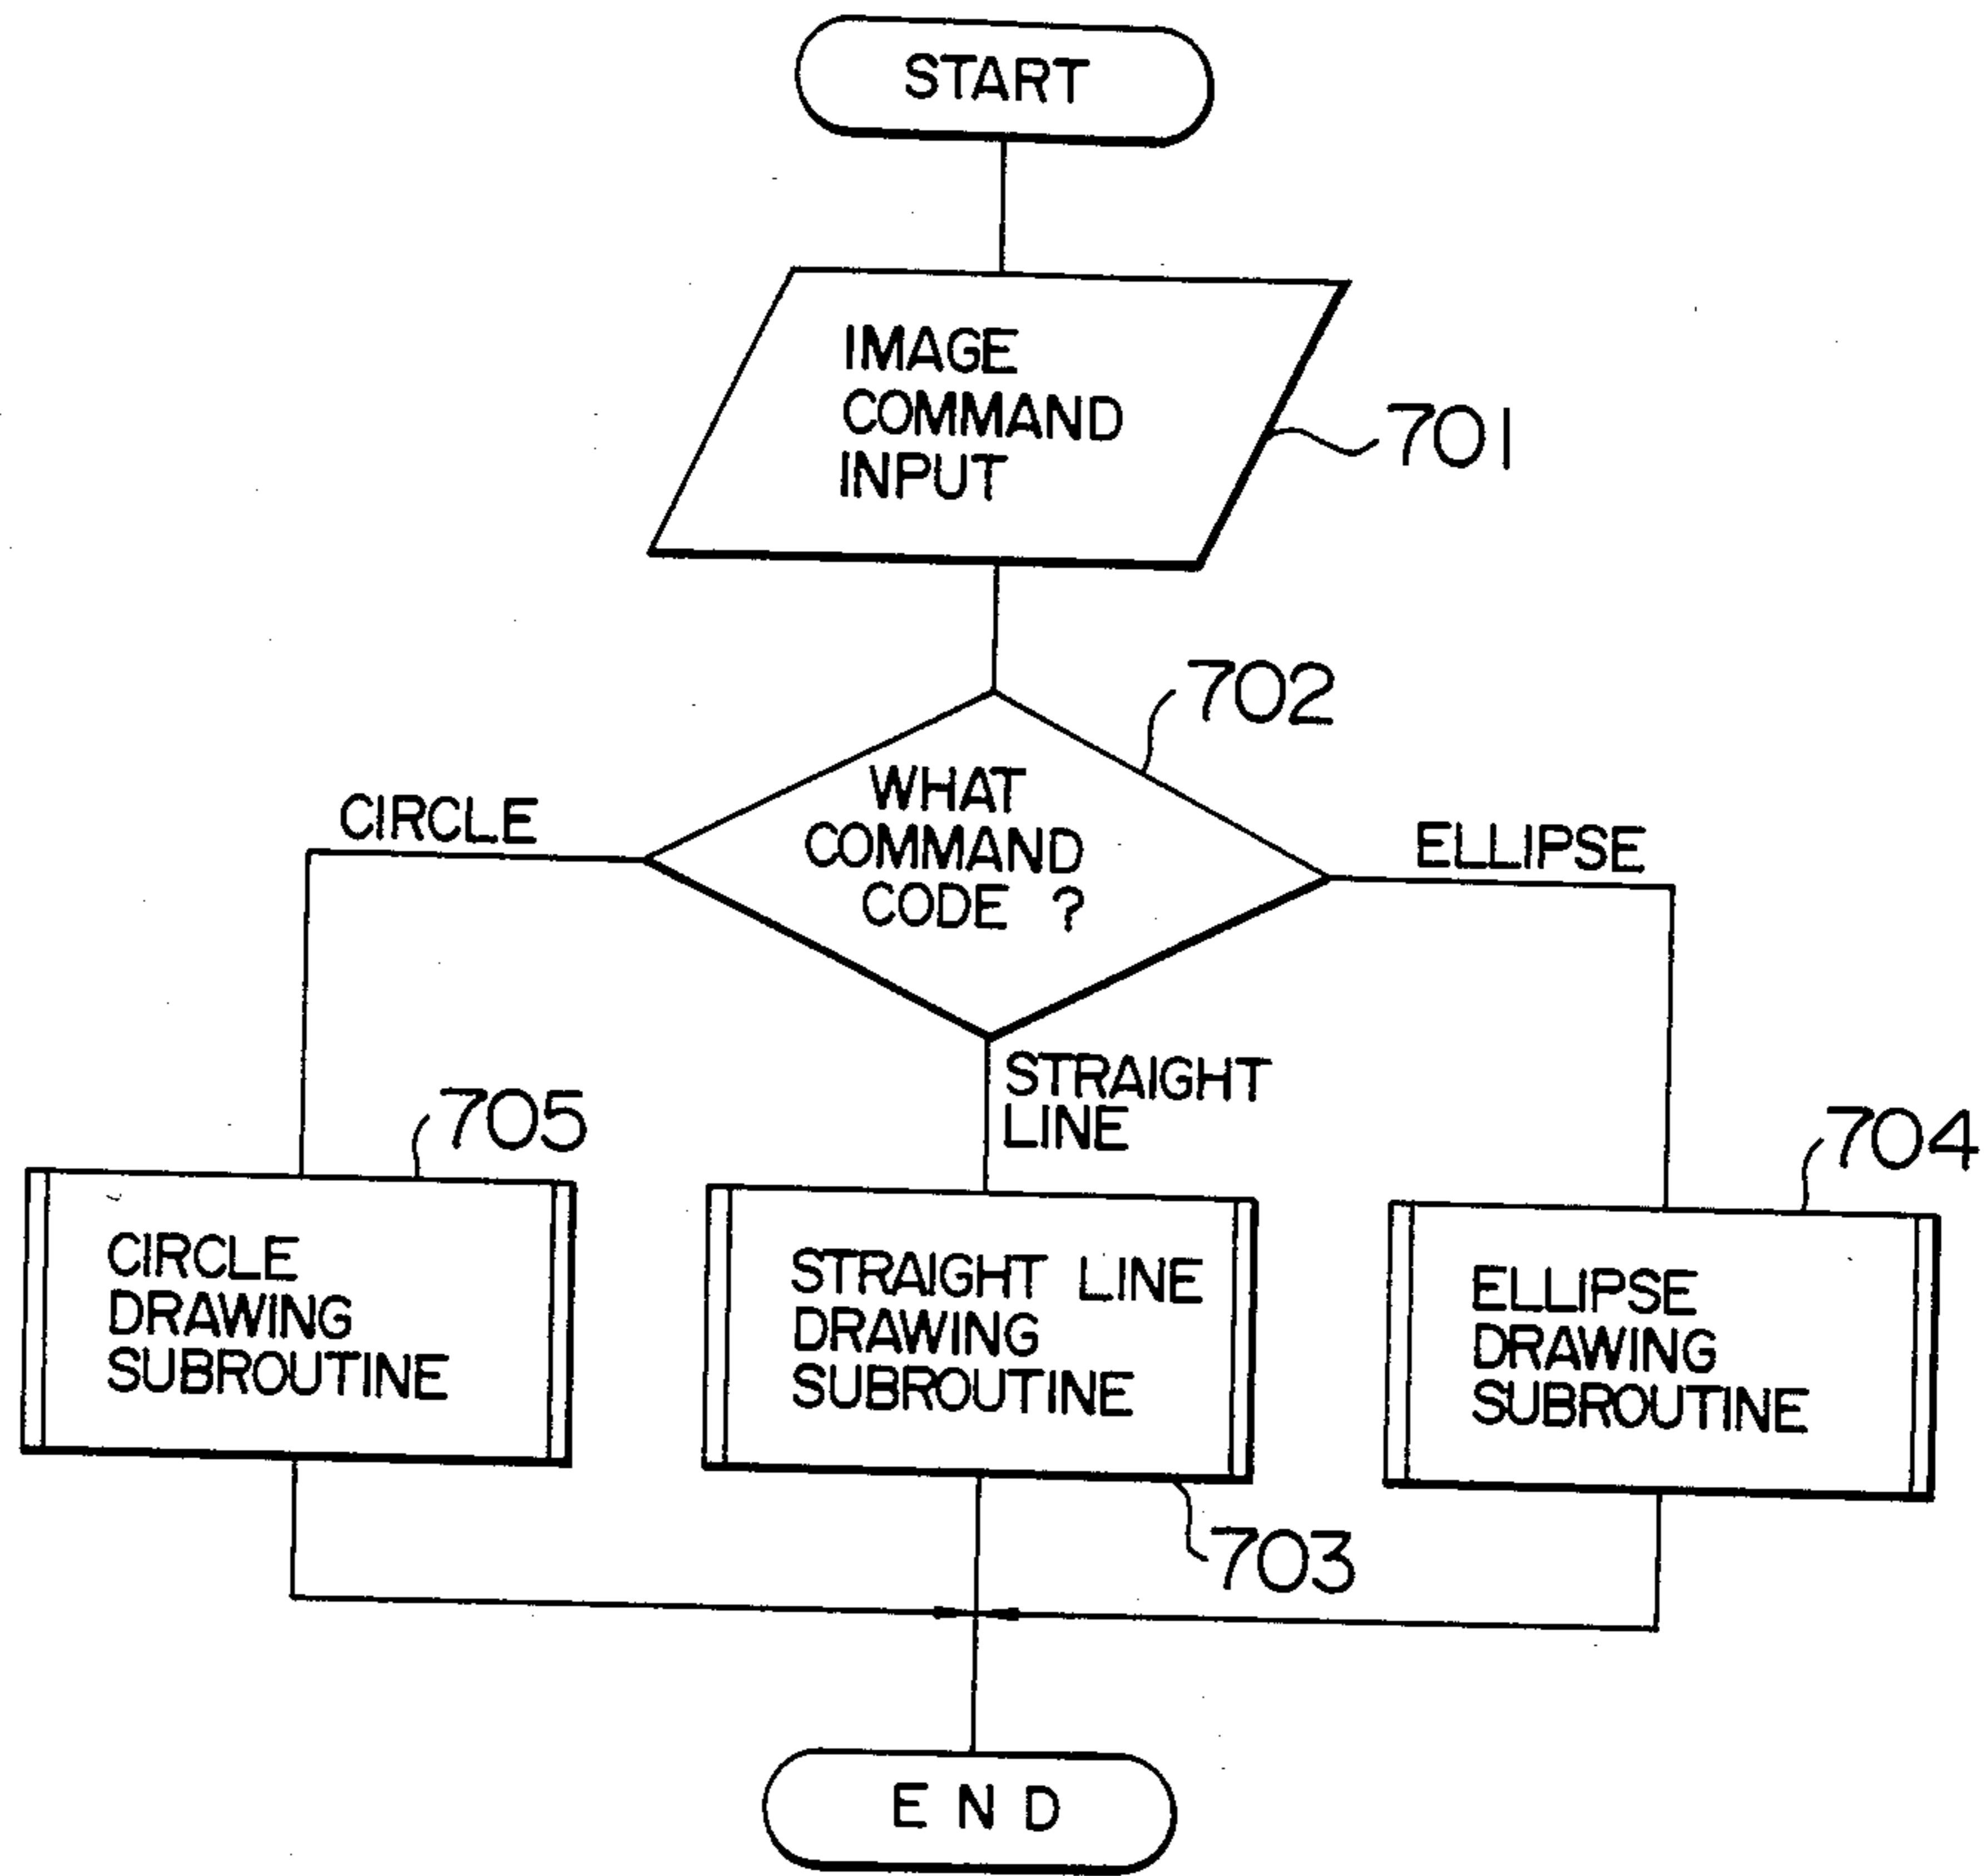 START
IMAGE
COMMAND
INPUT
701
702
WHAT
COMMAND
CODE ?
CIRCLE
ELLIPSE
STRAIGHT
LINE
705
704
CIRCLE
DRAWING
SUBROUTINE
STRAIGHT LINE
DRAWING
SUBROUTINE
ELLIPSE
DRAWING
SUBROUTINE
703
END